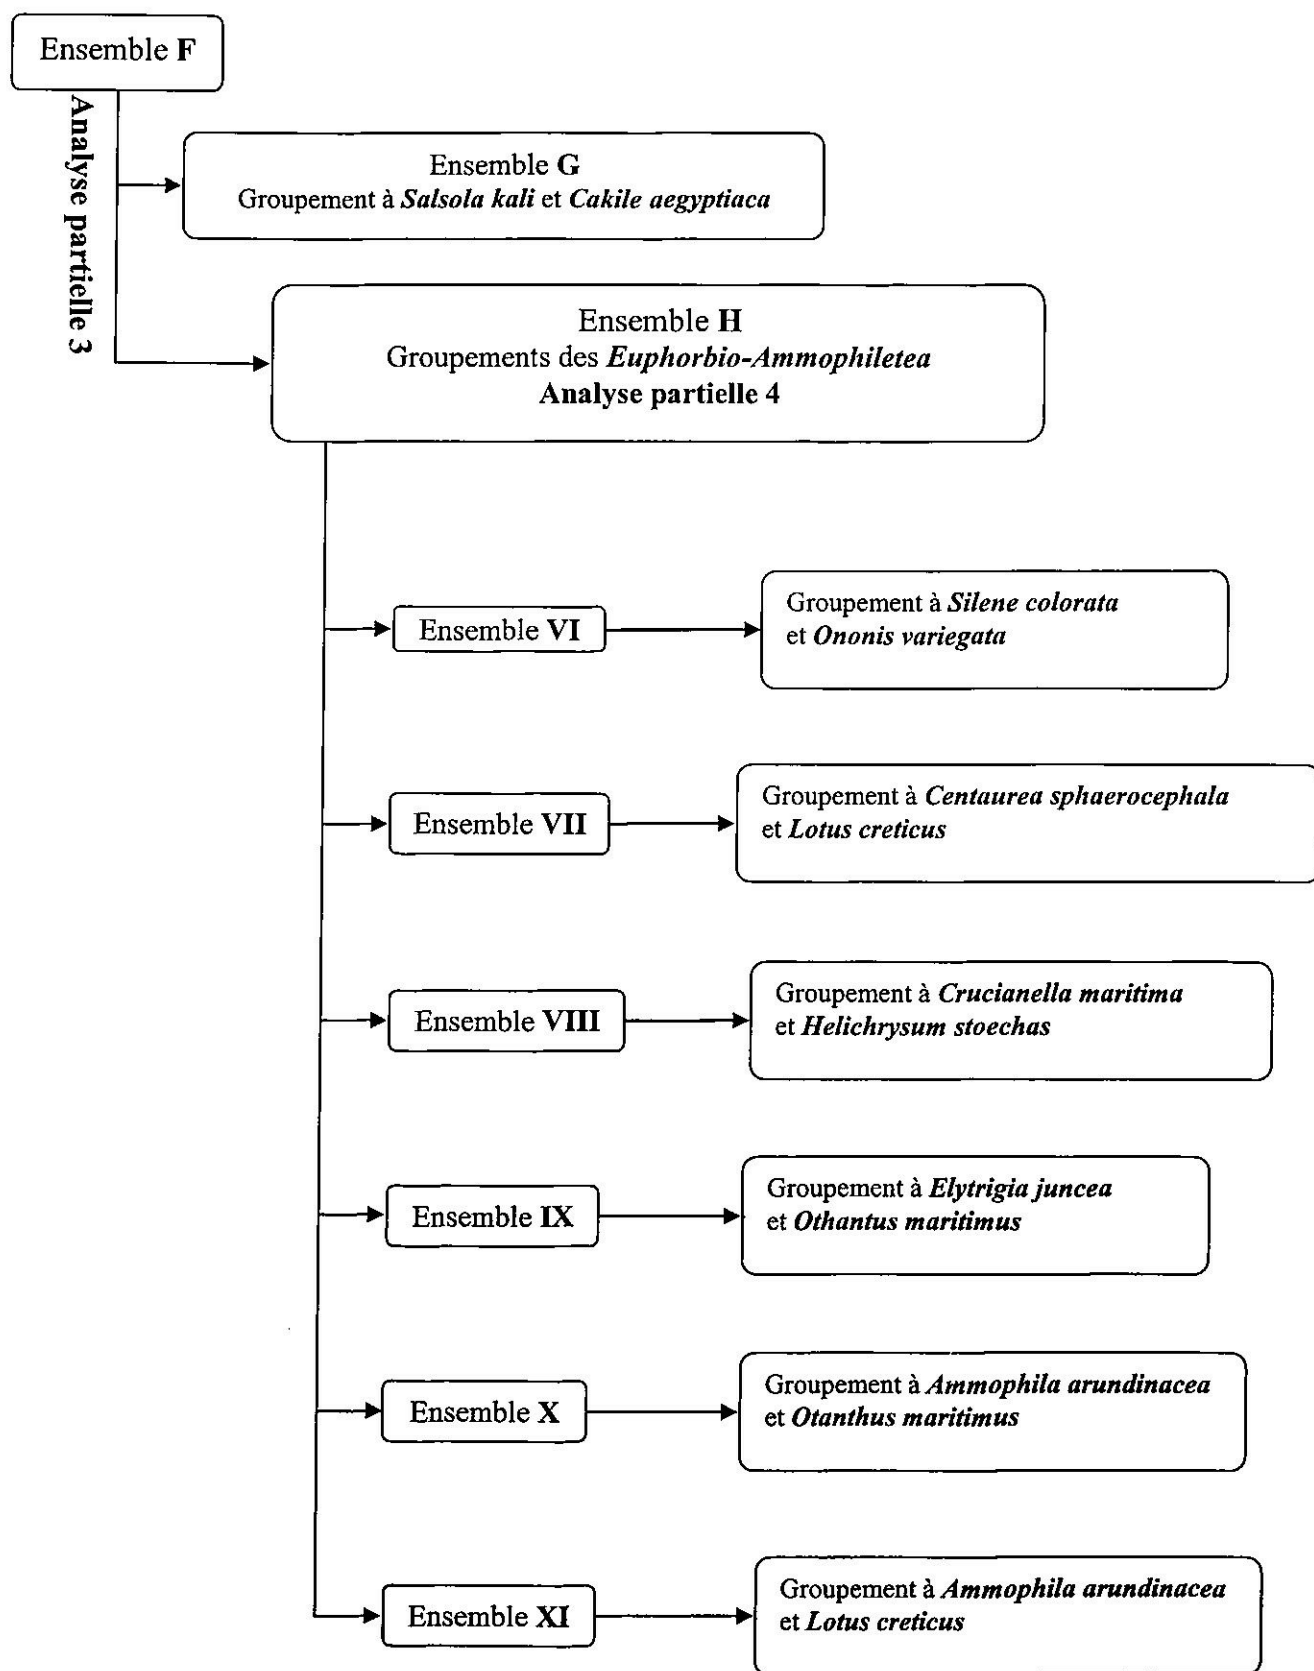 Ensemble F
Analyse partielle 3
Ensemble G
Groupement à Salsola kali et Cakile aegyptiaca
Ensemble H
Groupements des Euphorbio-Ammophiletea
Analyse partielle 4
Ensemble VI
Groupement à Silene colorata
et Ononis variegata
Ensemble VII
Groupement à Centaurea sphaerocephala
et Lotus creticus
Ensemble VIII
Groupement à Crucianella maritima
et Helichrysum stoechas
Ensemble IX
Groupement à Elytrigia juncea
et Othantus maritimus
Ensemble X
Groupement à Ammophila arundinacea
et Otanthus maritimus
Ensemble XI
Groupement à Ammophila arundinacea
et Lotus creticus